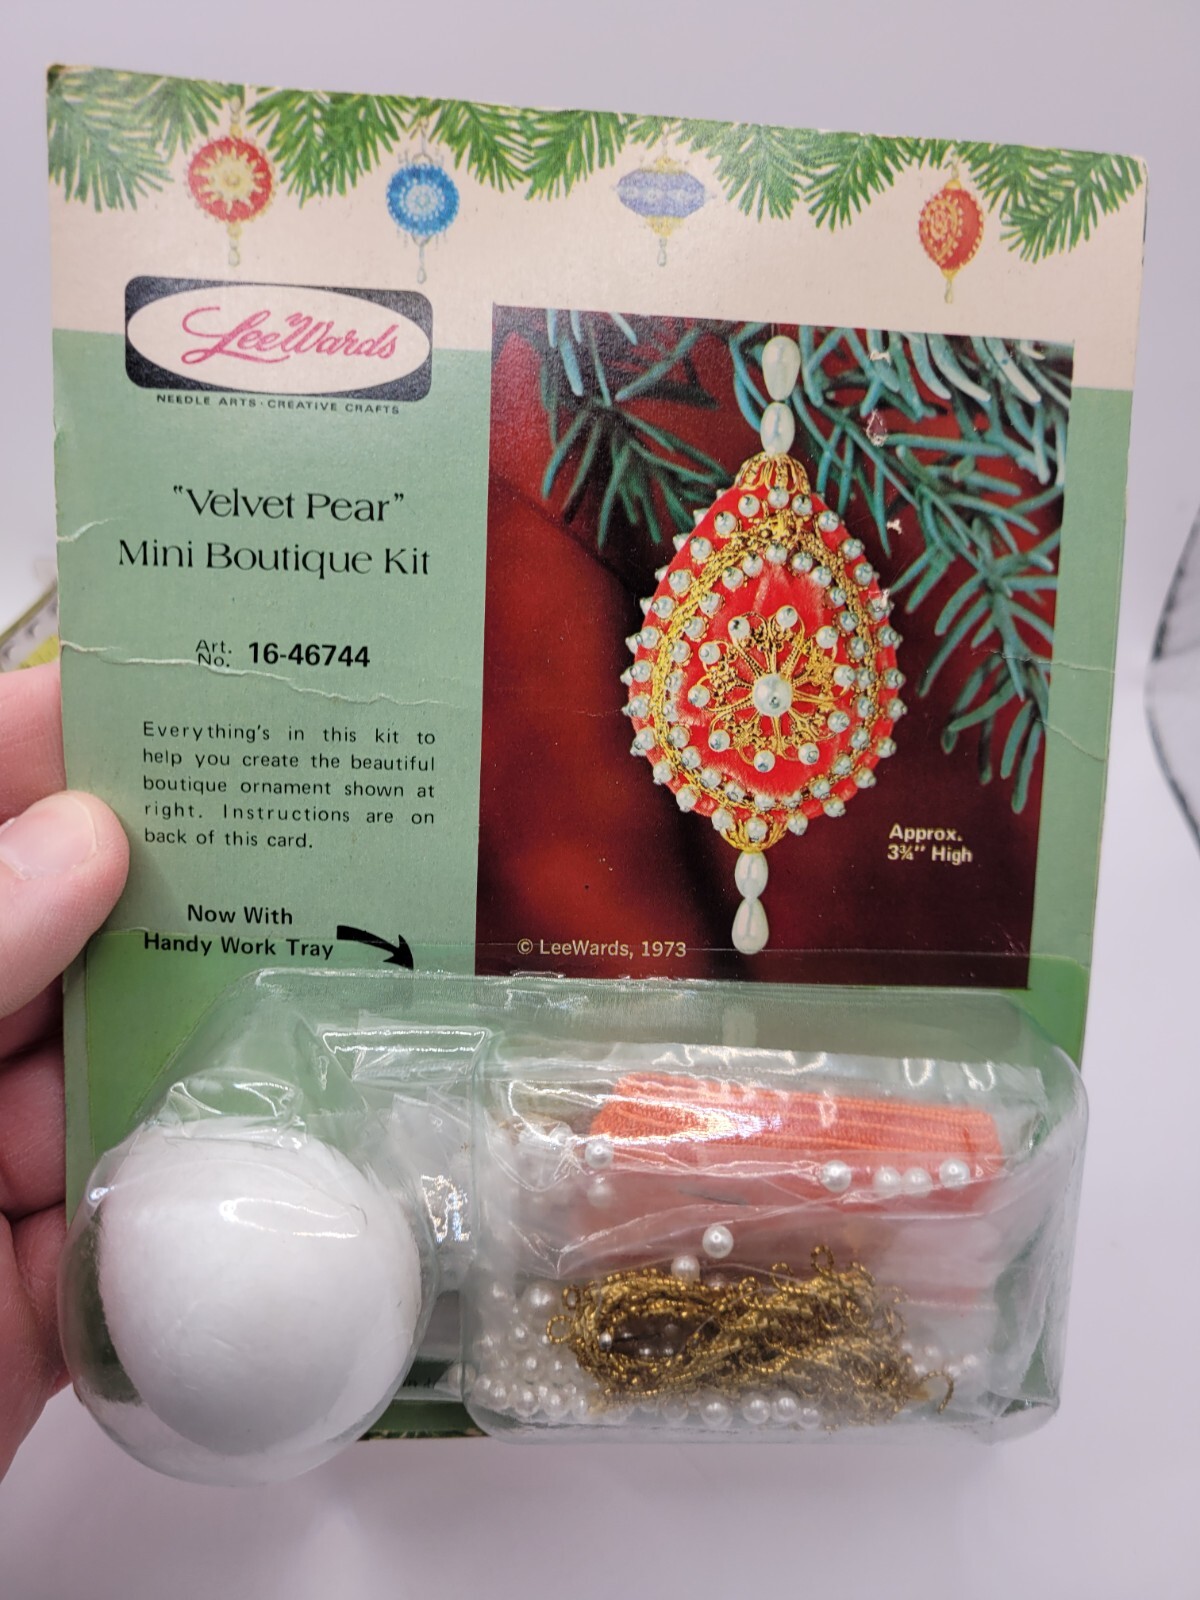 LeeWards
NEEDLE ARTS · CREATIVE CRAFTS
"Velvet Pear"
Mini Boutique Kit
Art. No. 16-46744
Everything's in this kit to
help you create the beautiful
boutique ornament shown at
right. Instructions are on
back of this card.
Now With
Handy Work Tray
Approx.
3¾" High
© LeeWards, 1973